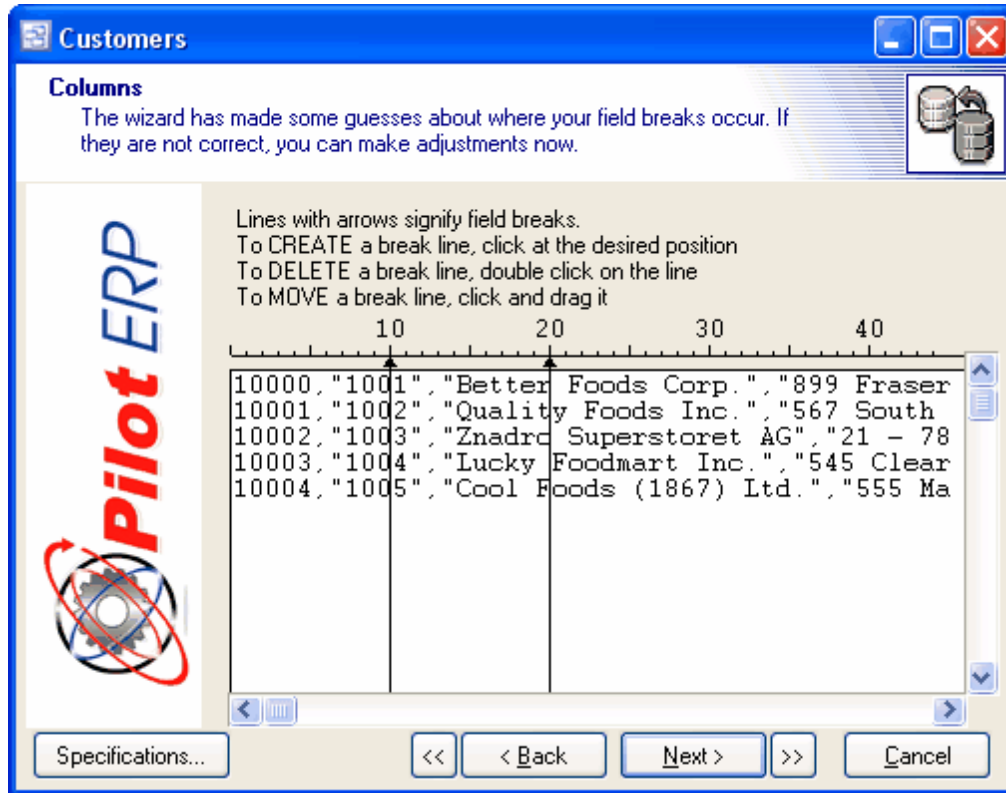 Customers
Columns
The wizard has made some guesses about where your field breaks occur. If
they are not correct, you can make adjustments now.
Pilot ERP
Lines with arrows signify field breaks.
To CREATE a break line, click at the desired position
To DELETE a break line, double click on the line
To MOVE a break line, click and drag it
10 20 30 40
10000,"1001","Better Foods Corp.","899 Fraser
10001,"1002","Quality Foods Inc.","567 South
10002,"1003","Znadro Superstoret AG","21 - 78
10003,"1004","Lucky Foodmart Inc.","545 Clear
10004,"1005","Cool Foods (1867) Ltd.","555 Ma
Specifications... << < Back Next > >> Cancel